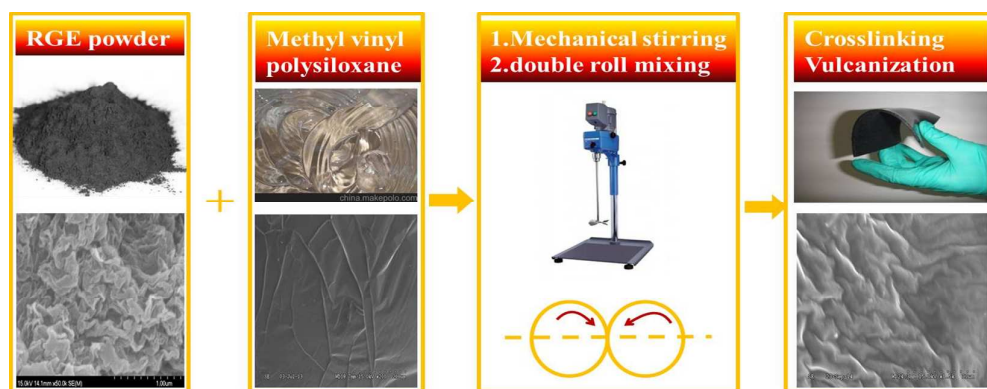 RGE powder
Methyl vinyl
polysiloxane
1.Mechanical stirring
2.double roll mixing
Crosslinking
Vulcanization
+
china.makepolo.com
15.0kV 14.1mm x50.0k SE(M)
1.00um